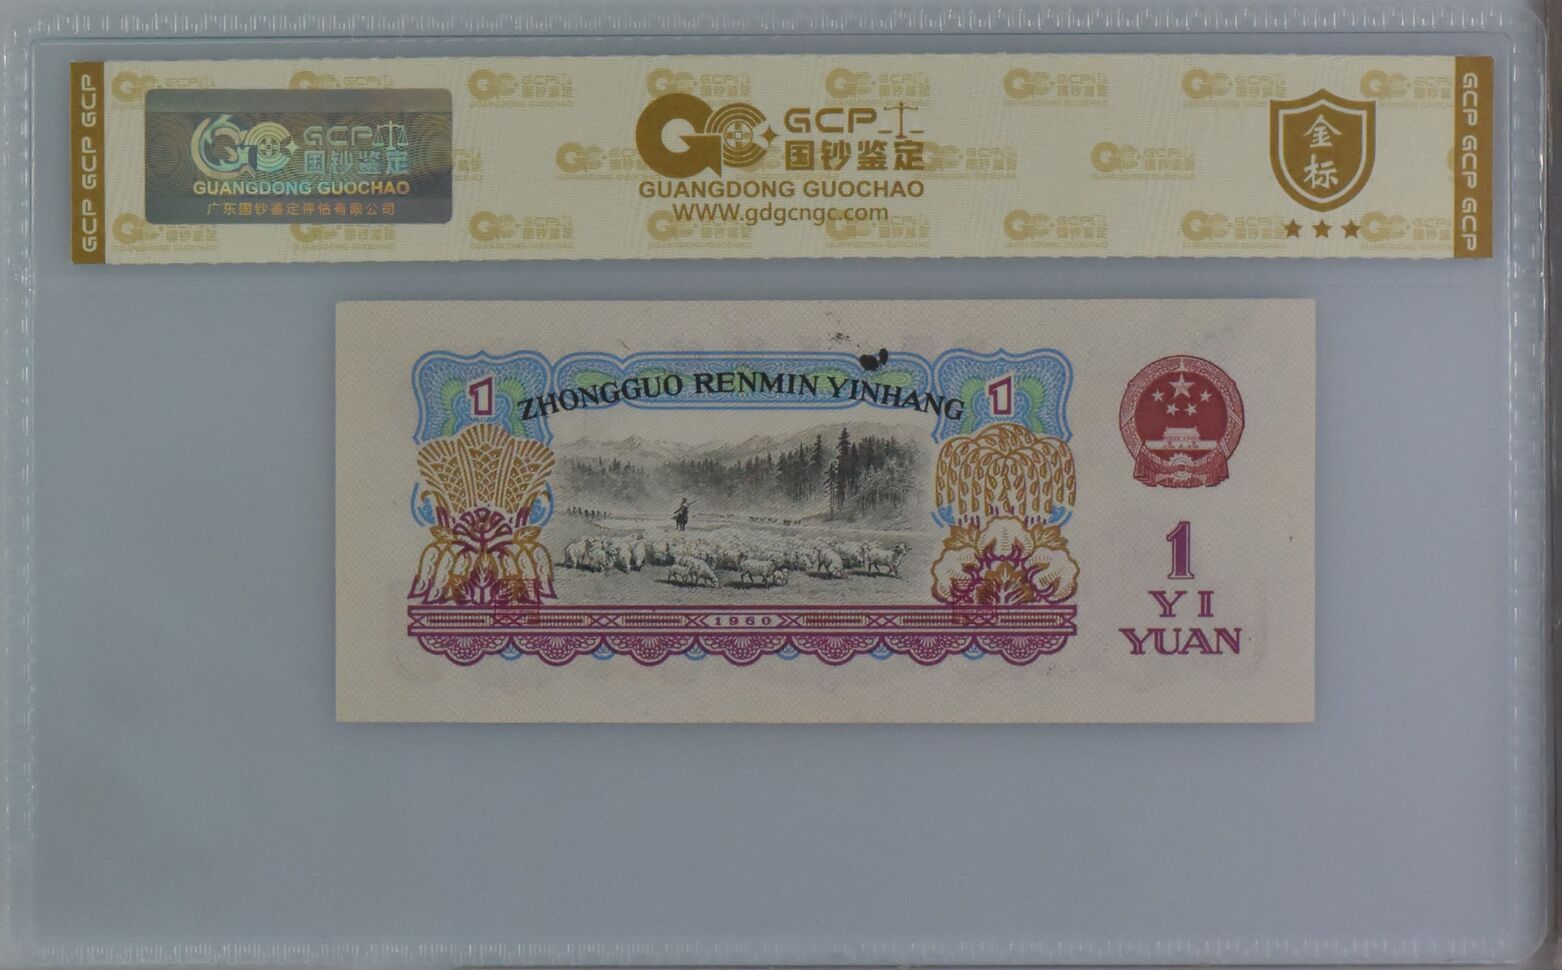 GCP GCP GCP
GCP
国钞鉴定
GUANGDONG GUOCHAO
广东国钞鉴定评估有限公司
GCP
国钞鉴定
GUANGDONG GUOCHAO
WWW.gdgcngc.com
金
标
GCP GCP GCP
1
ZHONGGUO RENMIN YINHANG
1
1960
1
YI
YUAN